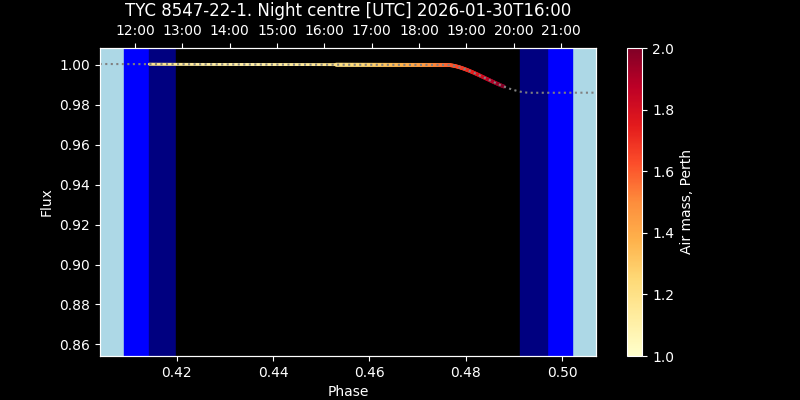 TYC 8547-22-1. Night centre [UTC] 2026-01-30T16:00
12:00 13:00 14:00 15:00 16:00 17:00 18:00 19:00 20:00 21:00
1.00
0.98
0.96
0.94
0.92
0.90
0.88
0.86
Flux
0.42 0.44 0.46 0.48 0.50
Phase
2.0
1.8
1.6
1.4
1.2
1.0
Air mass, Perth